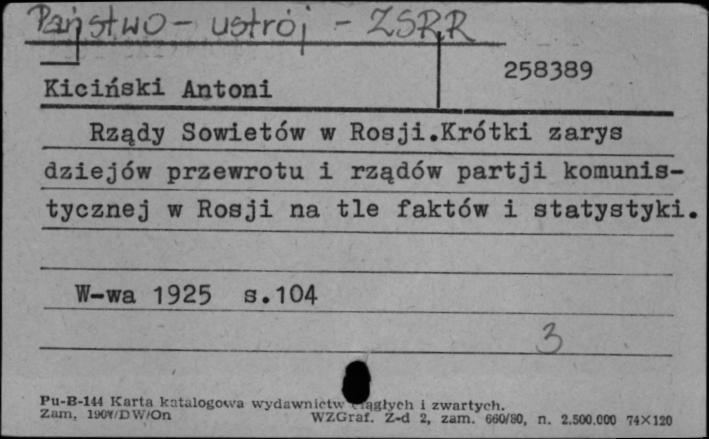 Państwo - ustrój - ZSRR
258389
Kiciński Antoni
Rządy Sowietów w Rosji.Krótki zarys
dziejów przewrotu i rządów partji komunis-
tycznej w Rosji na tle faktów i statystyki.
W-wa 1925 s.104
3
Pu-B-144 Karta katalogowa wydawnictw ciągłych i zwartych.
Zam. /DW/On WZGraf. Z-d 2, zam. 660/80, n. 2.500.000 74×120